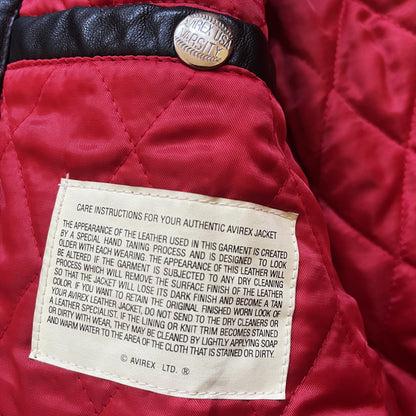 AVIREX USA
VARSITY
CARE INSTRUCTIONS FOR YOUR AUTHENTIC AVIREX JACKET
THE APPEARANCE OF THE LEATHER USED IN THIS GARMENT IS CREATED
BY A SPECIAL HAND TANING PROCESS AND IS DESIGNED TO LOOK
OLDER WITH EACH WEARING. THE APPEARANCE OF THIS LEATHER WILL
BE ALTERED IF THE GARMENT IS SUBJECTED TO ANY DRY CLEANING
PROCESS WHICH WILL REMOVE THE SURFACE FINISH OF THE LEATHER
SO THAT THE JACKET WILL LOSE ITS DARK FINISH AND BECOME A TAN
COLOR. IF YOU WANT TO RETAIN THE ORIGINAL FINISHED WORN LOOK OF
YOUR AVIREX LEATHER JACKET, DO NOT SEND TO THE DRY CLEANERS OR
A LEATHER SPECIALIST. IF THE LINING OR KNIT TRIM BECOMES STAINED
OR DIRTY WITH WEAR, THEY MAY BE CLEANED BY LIGHTLY APPLYING SOAP
AND WARM WATER TO THE AREA OF THE CLOTH THAT IS STAINED OR DIRTY.
© AVIREX LTD. ®